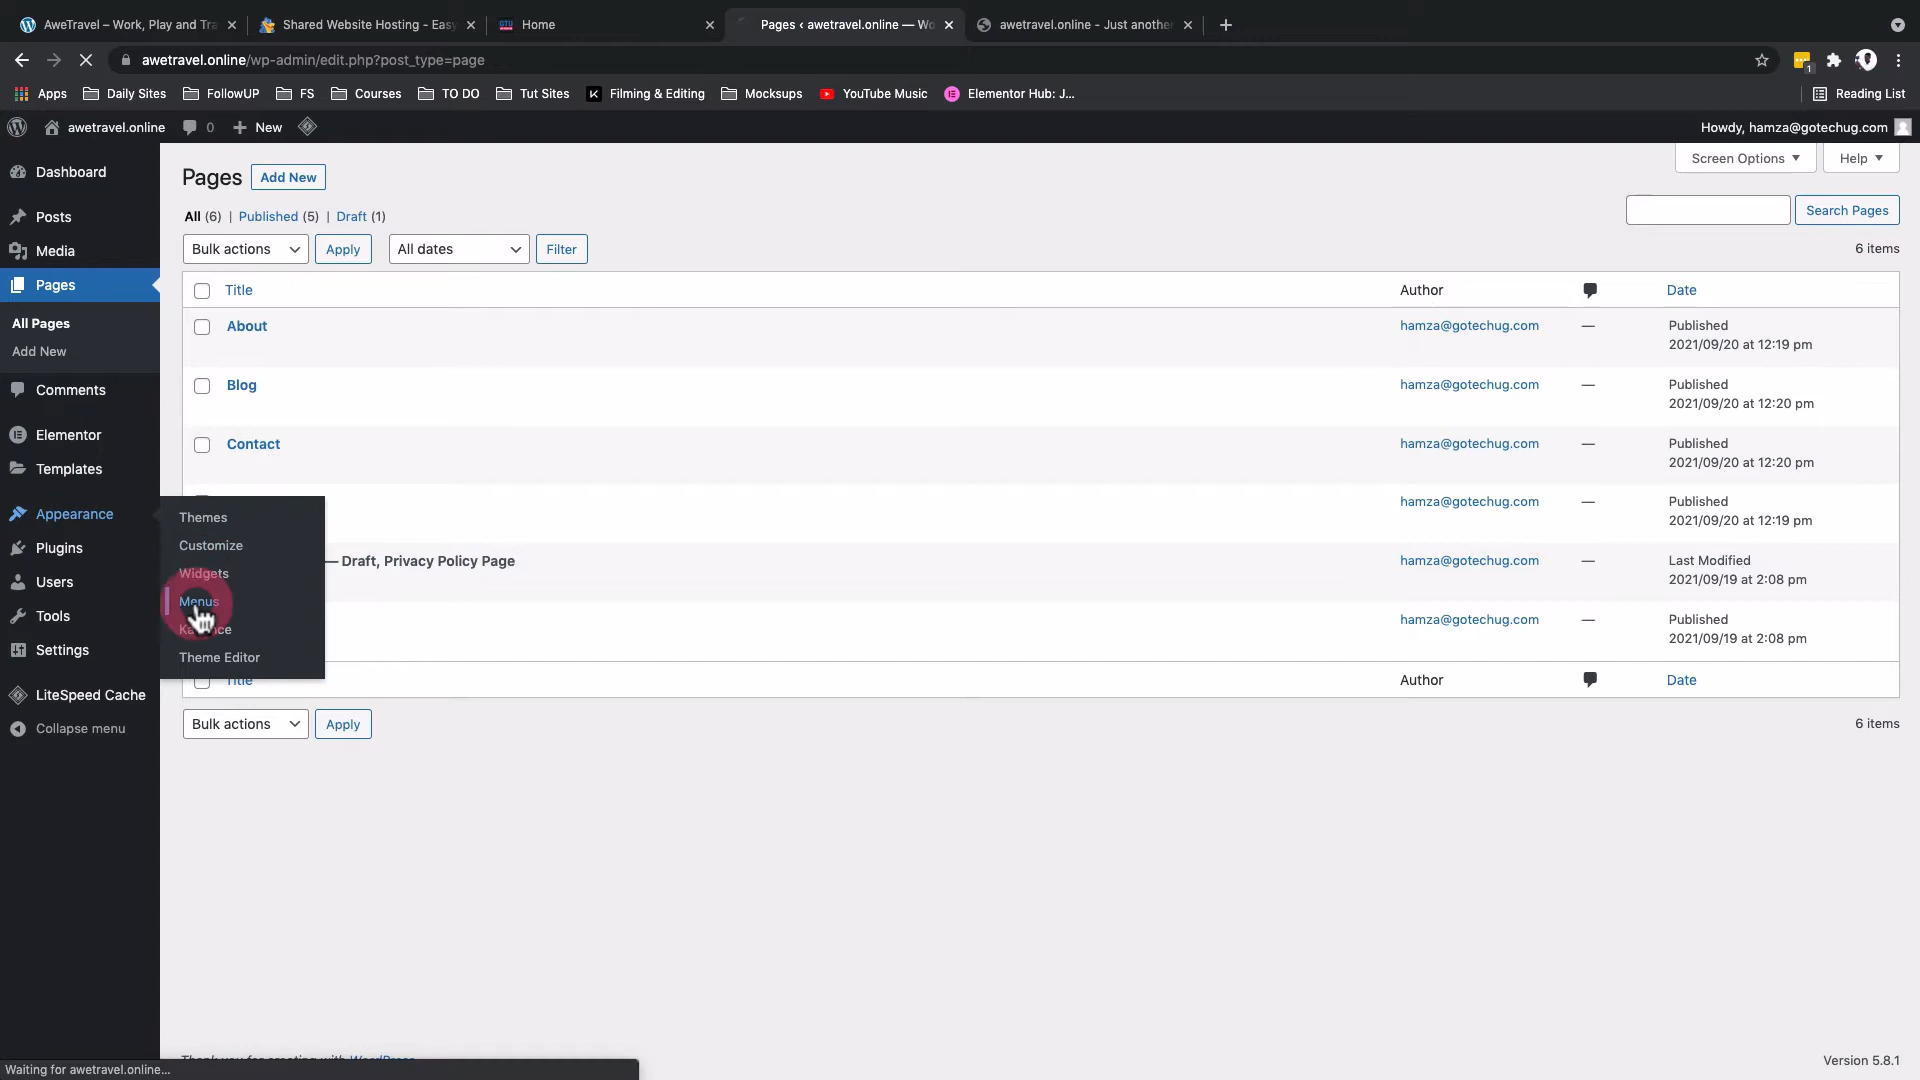 AweTravel – Work, Play and Tra
Shared Website Hosting - Easy
Home
Pages ‹ awetravel.online — Wo
awetravel.online - Just another
awetravel.online/wp-admin/edit.php?post_type=page
1
Apps
Daily Sites
FollowUP
FS
Courses
TO DO
Tut Sites
Filming & Editing
Mocksups
YouTube Music
Elementor Hub: J...
Reading List
awetravel.online
0
New
Howdy, hamza@gotechug.com
Dashboard
Posts
Media
Pages
All Pages
Add New
Comments
Elementor
Templates
Appearance
Plugins
Users
Tools
Settings
LiteSpeed Cache
Collapse menu
Themes
Customize
Widgets
Menus
Theme Editor
Pages
Add New
Screen Options
Help
All (6) | Published (5) | Draft (1)
Search Pages
Bulk actions
Apply
All dates
Filter
6 items
Title
Author
Date
About
hamza@gotechug.com
—
Published
2021/09/20 at 12:19 pm
Blog
hamza@gotechug.com
—
Published
2021/09/20 at 12:20 pm
Contact
hamza@gotechug.com
—
Published
2021/09/20 at 12:20 pm
hamza@gotechug.com
—
Published
2021/09/20 at 12:19 pm
— Draft, Privacy Policy Page
hamza@gotechug.com
—
Last Modified
2021/09/19 at 2:08 pm
hamza@gotechug.com
—
Published
2021/09/19 at 2:08 pm
Title
Author
Date
Bulk actions
Apply
6 items
Thank you for creating with WordPress
Version 5.8.1
Waiting for awetravel.online...